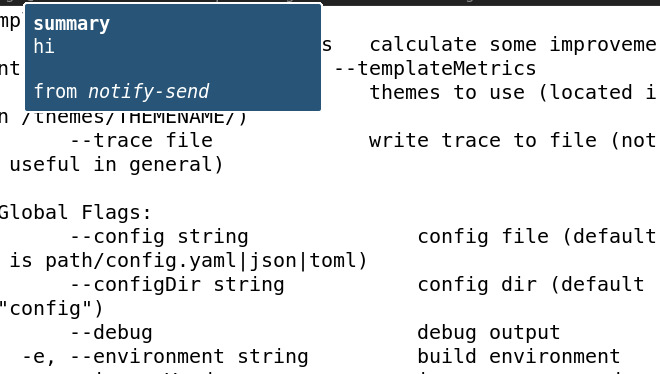 summary
hi
from notify-send
mp
s   calculate some improveme
nt --templateMetrics
themes to use (located i
n /themes/THEMENAME/)
--trace file   write trace to file (not
useful in general)
Global Flags:
--config string   config file (default
is path/config.yaml|json|toml)
--configDir string   config dir (default
"config")
--debug   debug output
-e, --environment string   build environment